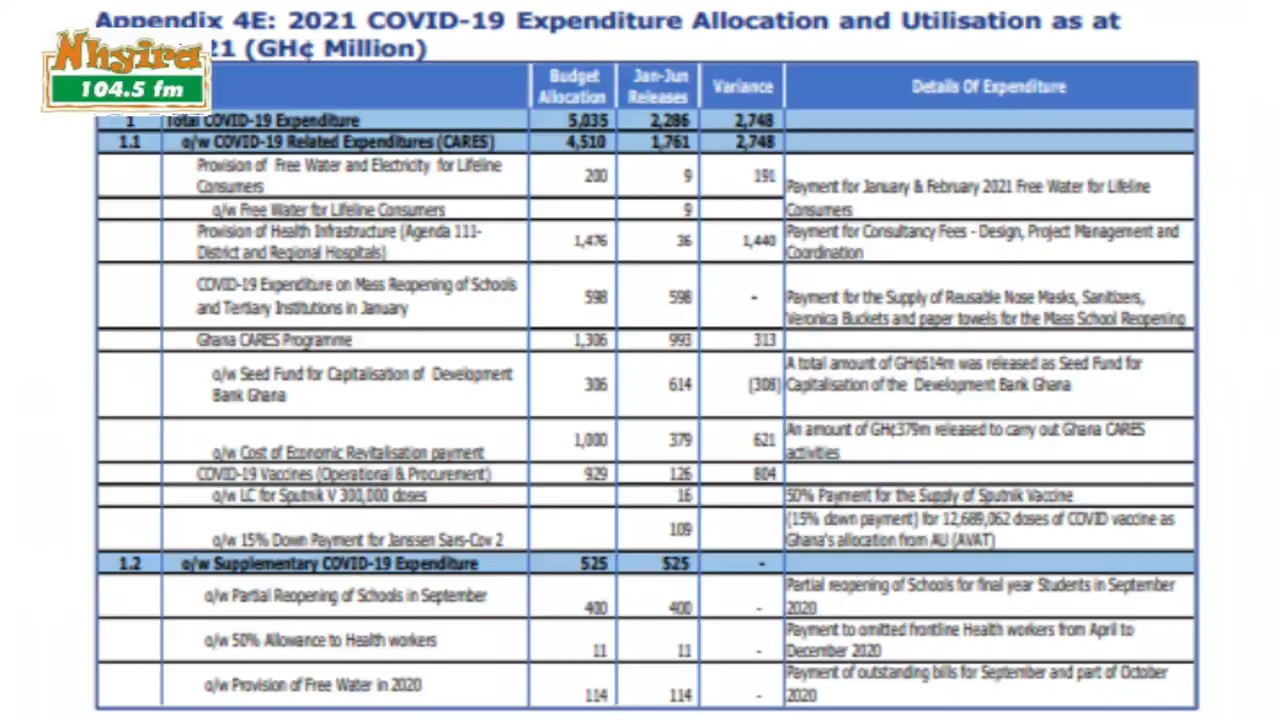 Appendix 4E: 2021 COVID-19 Expenditure Allocation and Utilisation as at
21 (GH¢ Million)
Nhyira
104.5 fm
Budget Allocation Jan-Jun Releases Variance Details Of Expenditure
1 Total COVID-19 Expenditure 5,035 2,286 2,748
1.1 o/w COVID-19 Related Expenditures (CARES) 4,510 1,761 2,748
Provision of Free Water and Electricity for Lifeline
Consumers 200 9 191
Payment for January & February 2021 Free Water for Lifeline
Consumers
o/w Free Water for Lifeline Consumers 9
Provision of Health Infrastructure (Agenda 111-
District and Regional Hospitals) 1,476 36 1,440
Payment for Consultancy Fees - Design, Project Management and
Coordination
COVID-19 Expenditure on Mass Reopening of Schools
and Tertiary Institutions in January 598 598 -
Payment for the Supply of Reusable Nose Masks, Sanitizers,
Veronica Buckets and paper towels for the Mass School Reopening
Ghana CARES Programme 1,306 993 313
o/w Seed Fund for Capitalisation of Development
Bank Ghana 306 614 (308)
A total amount of GH¢614m was released as Seed Fund for
Capitalisation of the Development Bank Ghana
o/w Cost of Economic Revitalisation payment 1,000 379 621
An amount of GH¢379m released to carry out Ghana CARES
activities
COVID-19 Vaccines (Operational & Procurement) 929 126 804
o/w LC for Sputnik V 300,000 doses 16 50% Payment for the Supply of Sputnik Vaccine
o/w 15% Down Payment for Janssen Sars-Cov 2 109
(15% down payment) for 12,689,062 doses of COVID vaccine as
Ghana's allocation from AU (AVAT)
1.2 o/w Supplementary COVID-19 Expenditure 525 525 -
o/w Partial Reopening of Schools in September 400 400 -
Partial reopening of Schools for final year Students in September
2020
o/w 50% Allowance to Health workers 11 11 -
Payment to omitted frontline Health workers from April to
December 2020
o/w Provision of Free Water in 2020 114 114 -
Payment of outstanding bills for September and part of October
2020